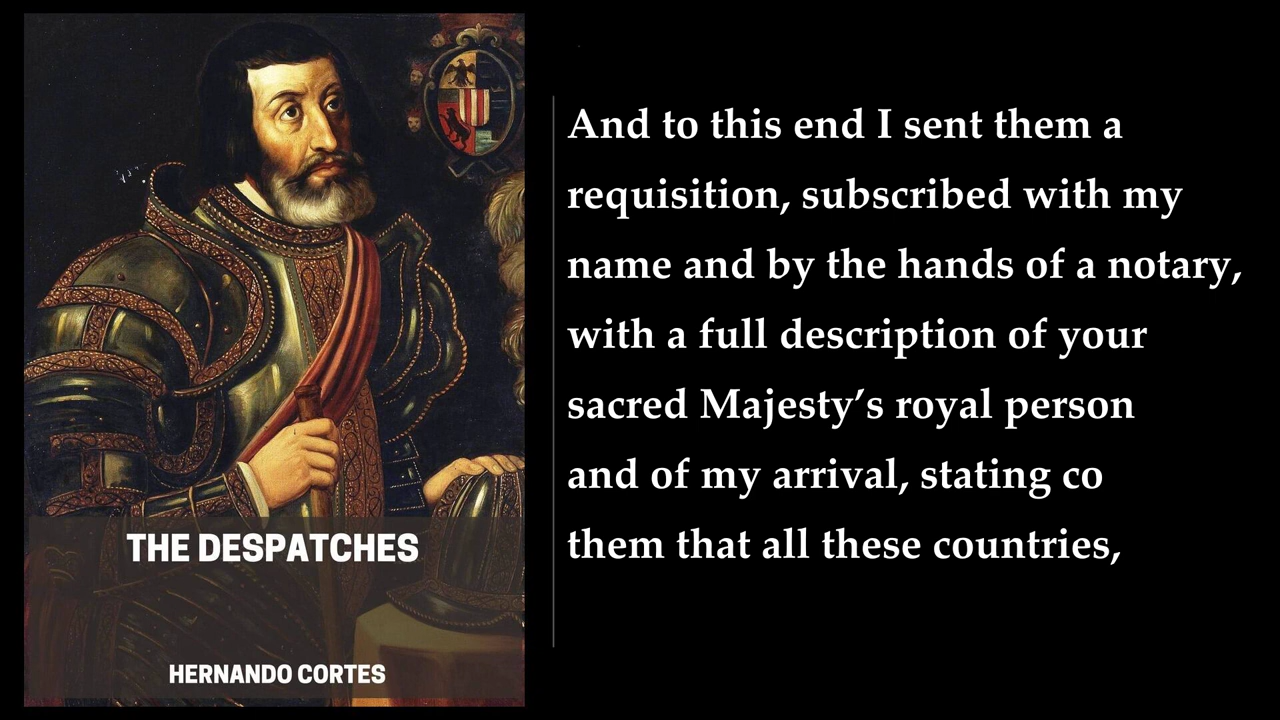 THE DESPATCHES
HERNANDO CORTES
And to this end I sent them a
requisition, subscribed with my
name and by the hands of a notary,
with a full description of your
sacred Majesty’s royal person
and of my arrival, stating co
them that all these countries,